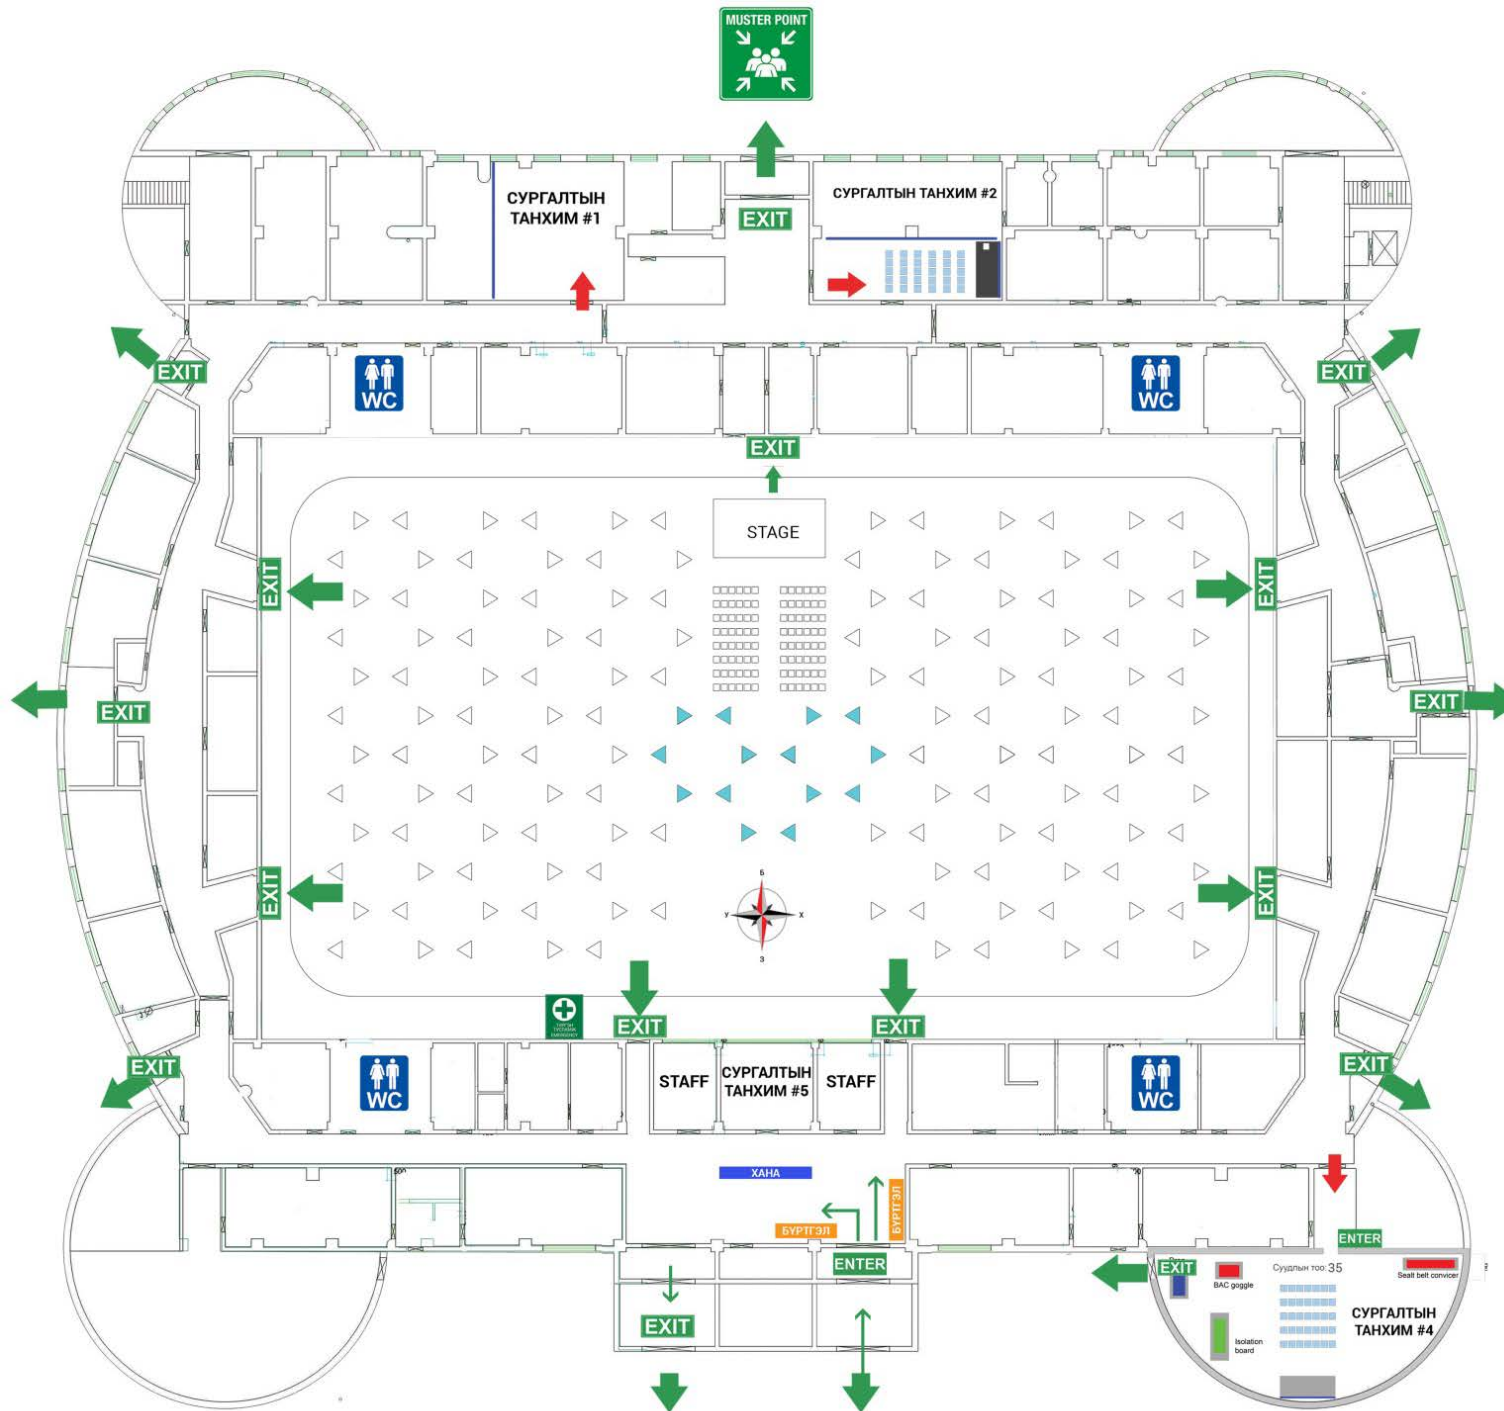 MUSTER POINT
СУРГАЛТЫН
ТАНХИМ #1
EXIT
СУРГАЛТЫН ТАНХИМ #2
EXIT
WC
WC
EXIT
EXIT
STAGE
EXIT
EXIT
EXIT
EXIT
EXIT
EXIT
Б
У
Х
З
EXIT
EXIT
EXIT
WC
STAFF
СУРГАЛТЫН
ТАНХИМ #5
STAFF
WC
EXIT
EXIT
ХАНА
БҮРТГЭЛ
БҮРТГЭЛ
ENTER
EXIT
ENTER
EXIT
BAC goggle
Суудлын тоо: 35
Sealt belt convicer
Isolation
board
СУРГАЛТЫН
ТАНХИМ #4